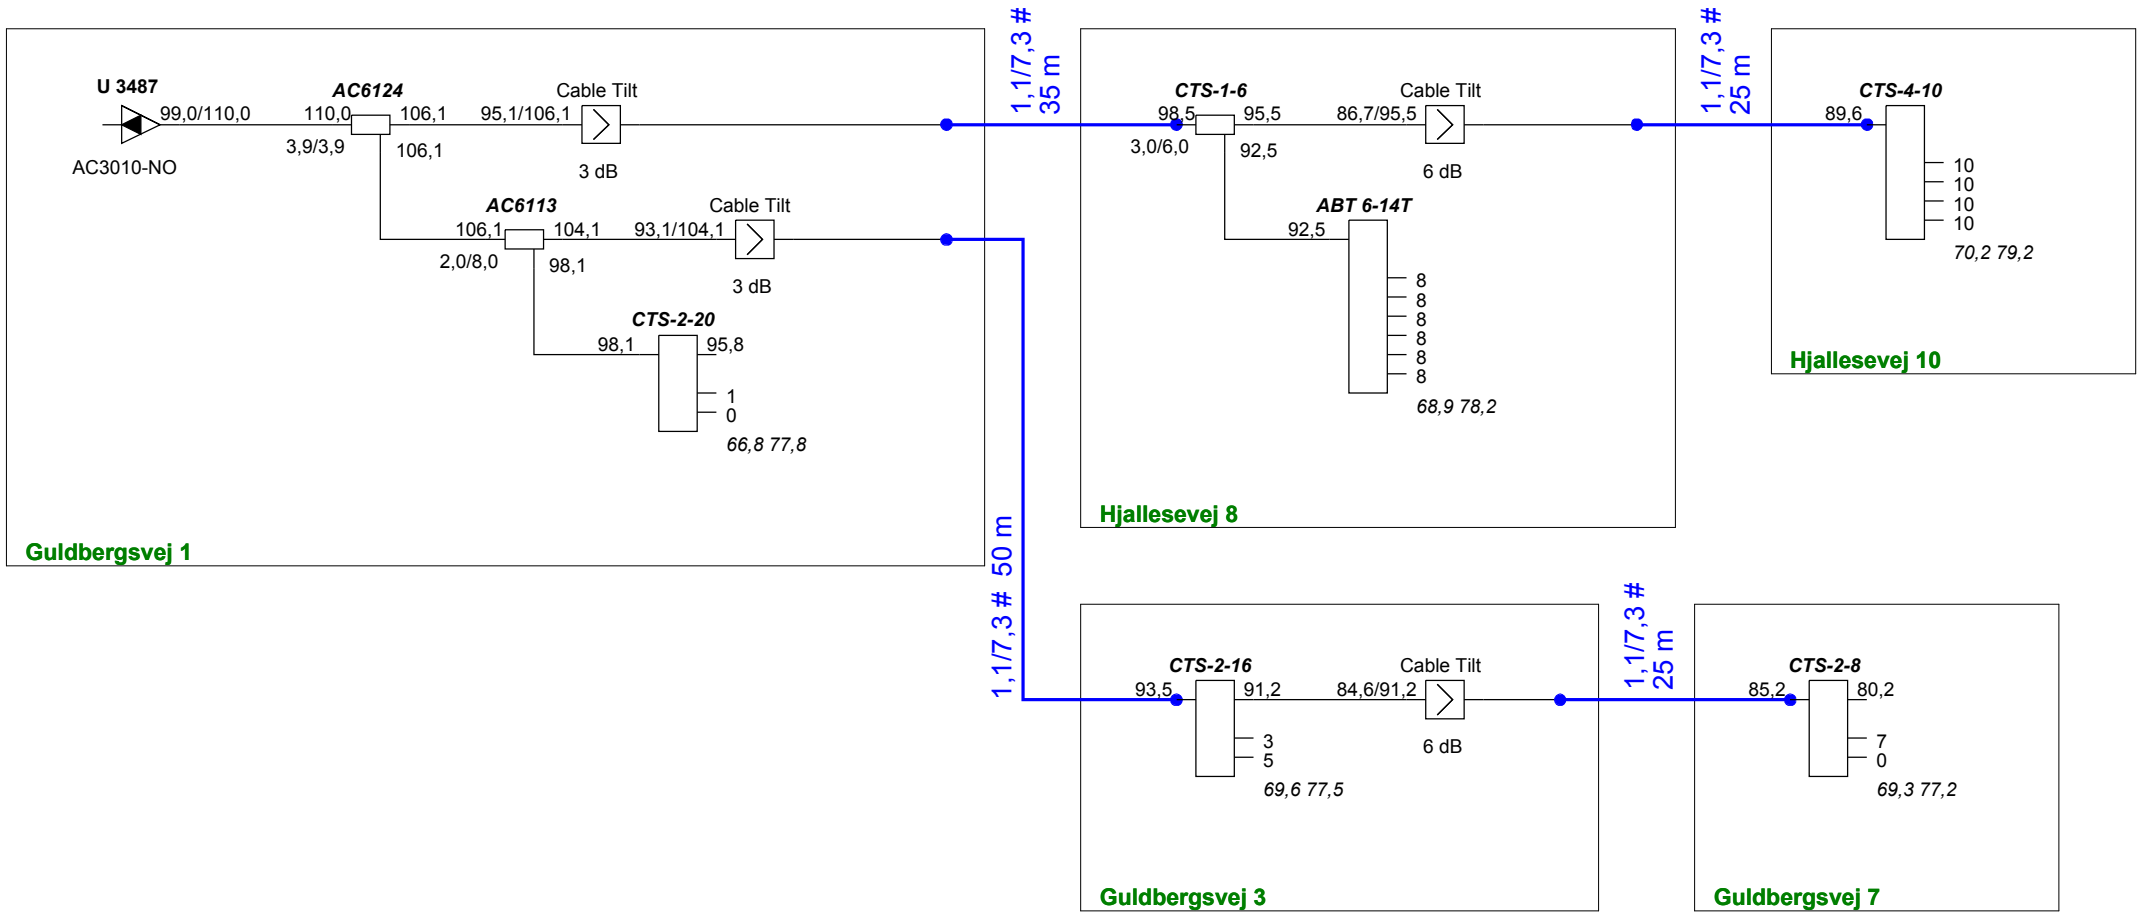 U 3487
99,0/110,0
AC3010-NO
AC6124
110,0
106,1
3,9/3,9
106,1
95,1/106,1
Cable Tilt
3 dB
AC6113
106,1
104,1
2,0/8,0
98,1
93,1/104,1
Cable Tilt
3 dB
CTS-2-20
98,1
95,8
1
0
66,8 77,8
Guldbergsvej 1
1,1/7,3 #
35 m
CTS-1-6
98,5
95,5
3,0/6,0
92,5
86,7/95,5
Cable Tilt
6 dB
ABT 6-14T
92,5
8
8
8
8
8
8
68,9 78,2
Hjallesevej 8
1,1/7,3 #
25 m
CTS-4-10
89,6
10
10
10
10
70,2 79,2
Hjallesevej 10
1,1/7,3 # 50 m
CTS-2-16
93,5
91,2
3
5
69,6 77,5
84,6/91,2
Cable Tilt
6 dB
Guldbergsvej 3
1,1/7,3 #
25 m
CTS-2-8
85,2
80,2
7
0
69,3 77,2
Guldbergsvej 7